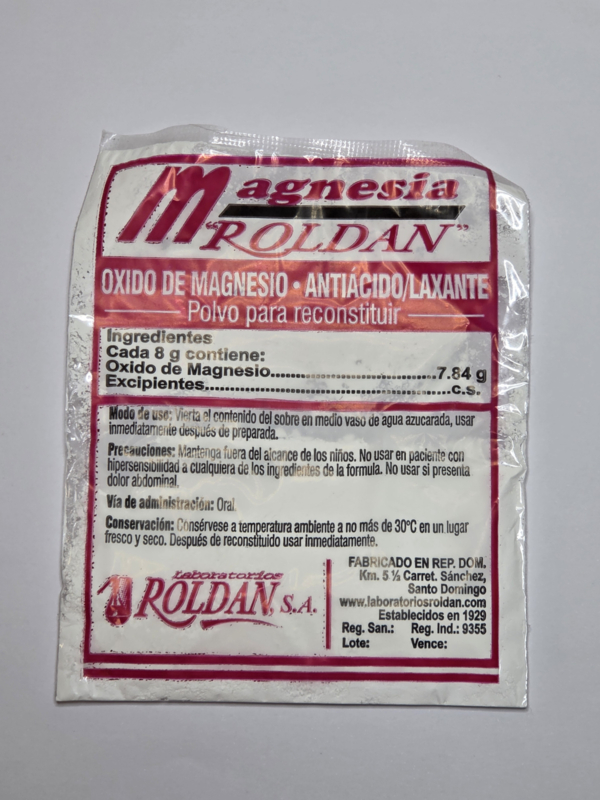 Magnesia
"ROLDAN"
OXIDO DE MAGNESIO • ANTIACIDO/LAXANTE
Polvo para reconstituir
Ingredientes
Cada 8 g contiene:
Oxido de Magnesio..................................7.84 g
Excipientes..................................................c.s.
Modo de uso: Vierta el contenido del sobre en medio vaso de agua azucarada, usar
inmediatamente después de preparada.
Precauciones: Mantenga fuera del alcance de los niños. No usar en paciente con
hipersensibilidad a cualquiera de los ingredientes de la formula. No usar si presenta
dolor abdominal.
Vía de administración: Oral
Conservación: Consérvese a temperatura ambiente a no más de 30°C en un lugar
fresco y seco. Después de reconstituido usar inmediatamente.
laboratorios
ROLDAN, S.A.
FABRICADO EN REP. DOM.
Km. 5 ½ Carret. Sánchez,
Santo Domingo
www.laboratoriosroldan.com
Establecidos en 1929
Reg. San.: Reg. Ind.: 9355
Lote: Vence: